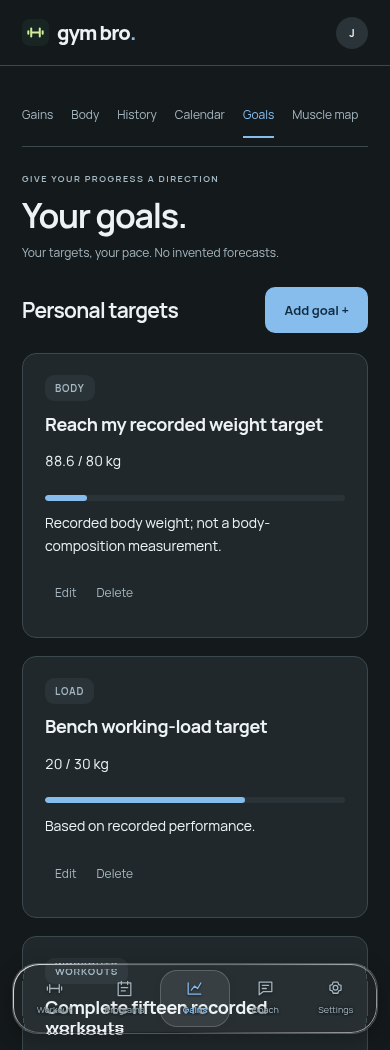 gym bro.
J
Gains Body History Calendar Goals Muscle map
GIVE YOUR PROGRESS A DIRECTION
Your goals.
Your targets, your pace. No invented forecasts.
Personal targets
Add goal +
BODY
Reach my recorded weight target
88.6 / 80 kg
Recorded body weight; not a body-
composition measurement.
Edit Delete
LOAD
Bench working-load target
20 / 30 kg
Based on recorded performance.
Edit Delete
WORKOUTS
Complete fifteen recorded
workouts
Gains Coach Settings